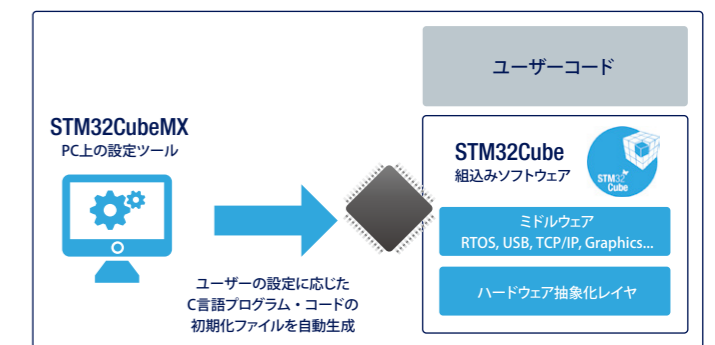 STM32CubeMX
PC上の設定ツール
ユーザーの設定に応じた
C言語プログラム・コードの
初期化ファイルを自動生成
ユーザーコード
STM32Cube
組込みソフトウェア
STM32
Cube
ミドルウェア
RTOS, USB, TCP/IP, Graphics...
ハードウェア抽象化レイヤ